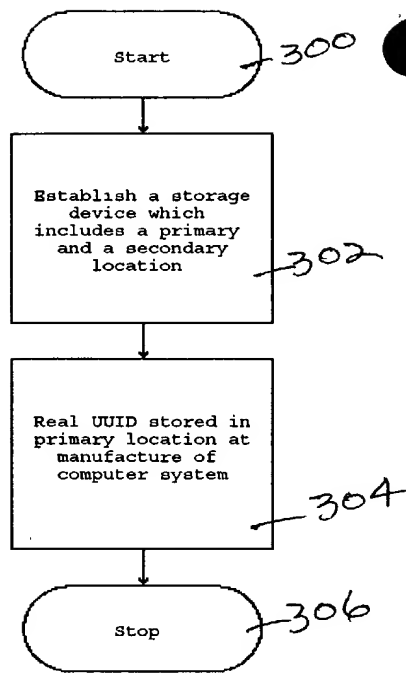 Start
300
Establish a storage
device which
includes a primary
and a secondary
location
302
Real UUID stored in
primary location at
manufacture of
computer system
304
Stop
306